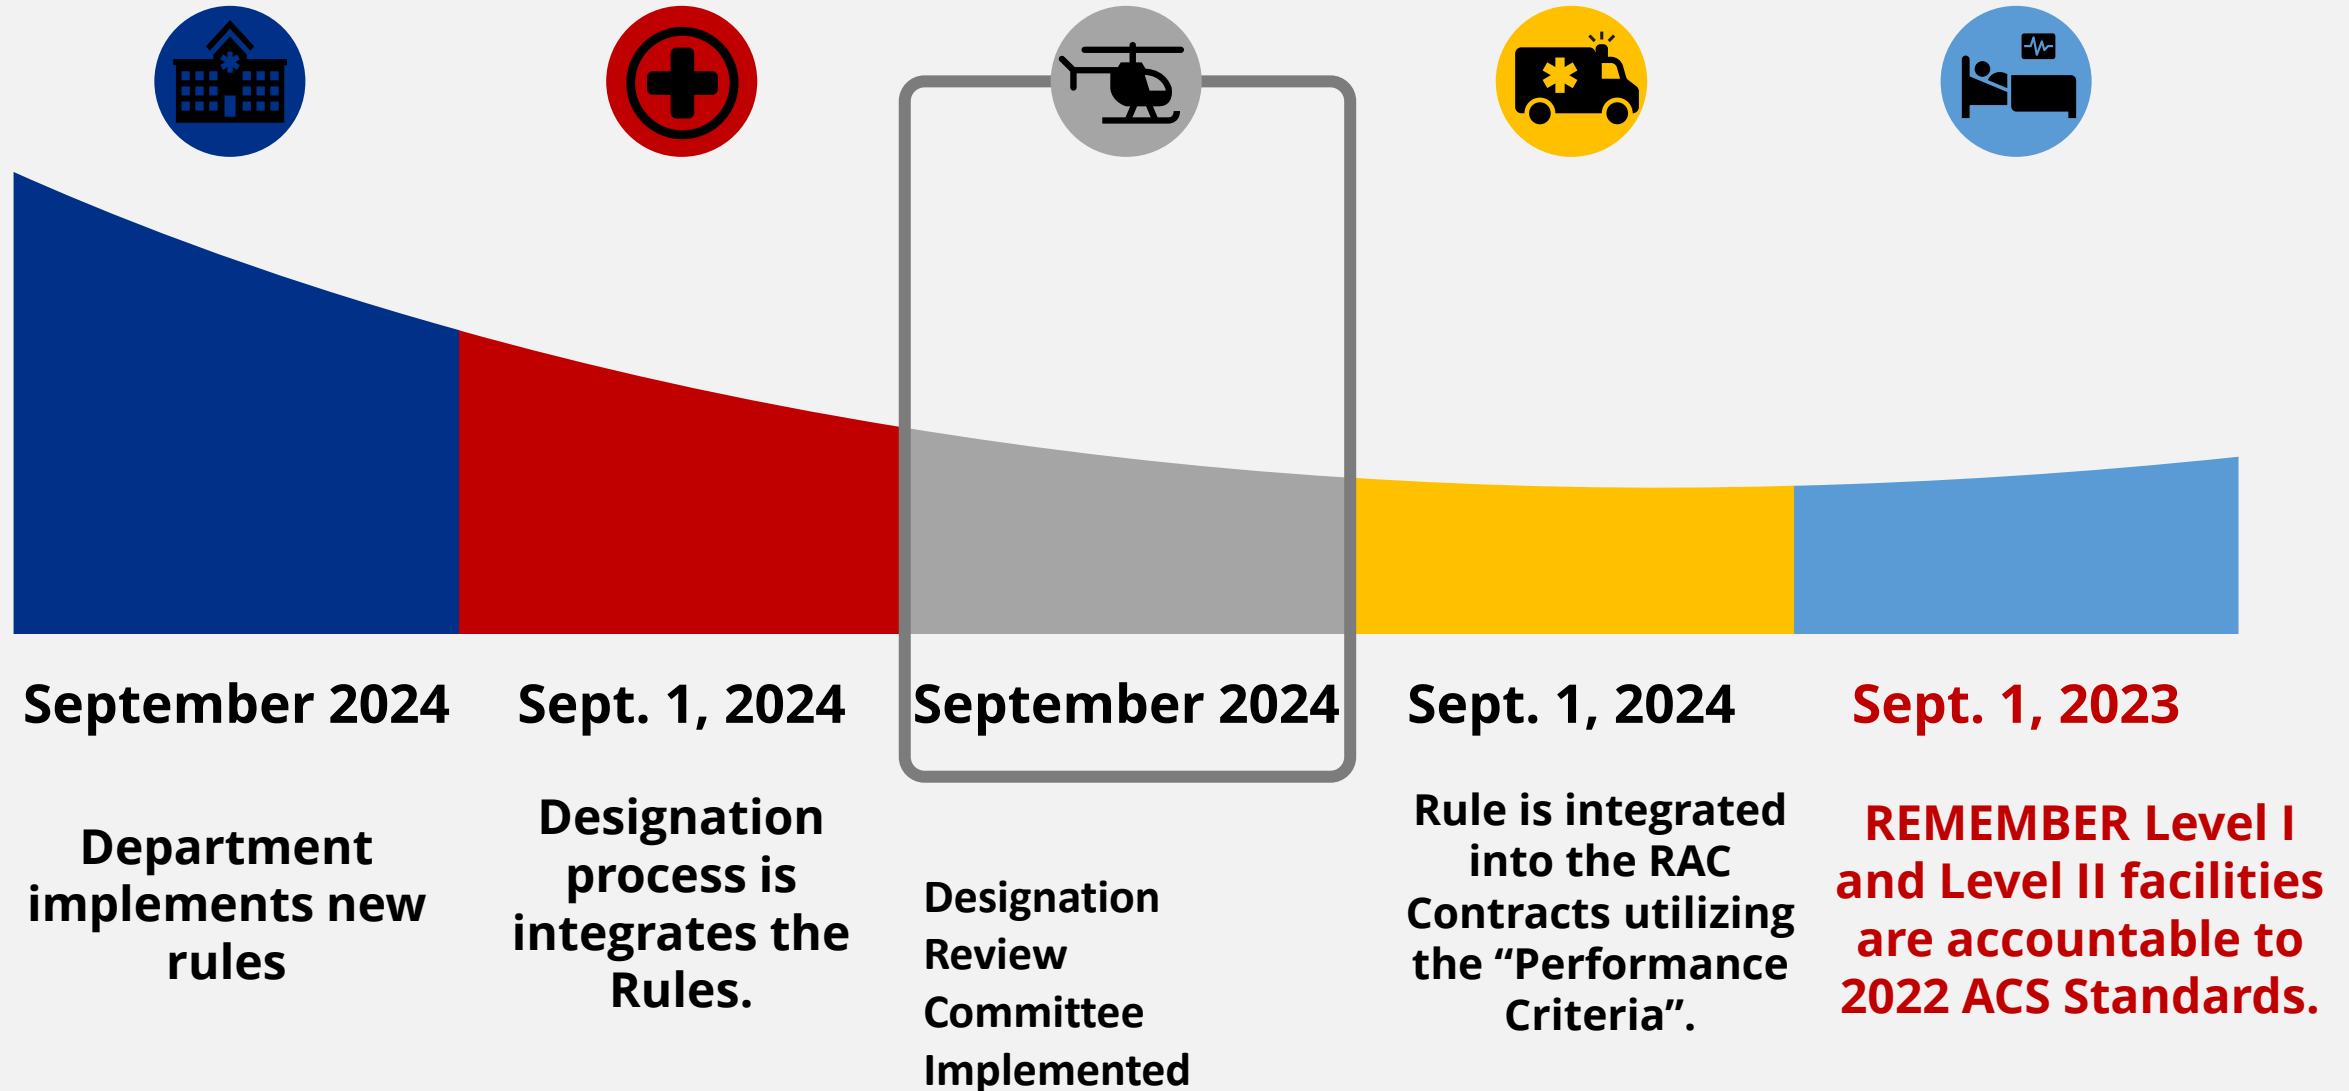 September 2024
Department
implements new
rules
Sept. 1, 2024
Designation
process is
integrates the
Rules.
September 2024
Designation
Review
Committee
Implemented
Sept. 1, 2024
Rule is integrated
into the RAC
Contracts utilizing
the “Performance
Criteria”.
Sept. 1, 2023
REMEMBER Level I
and Level II facilities
are accountable to
2022 ACS Standards.